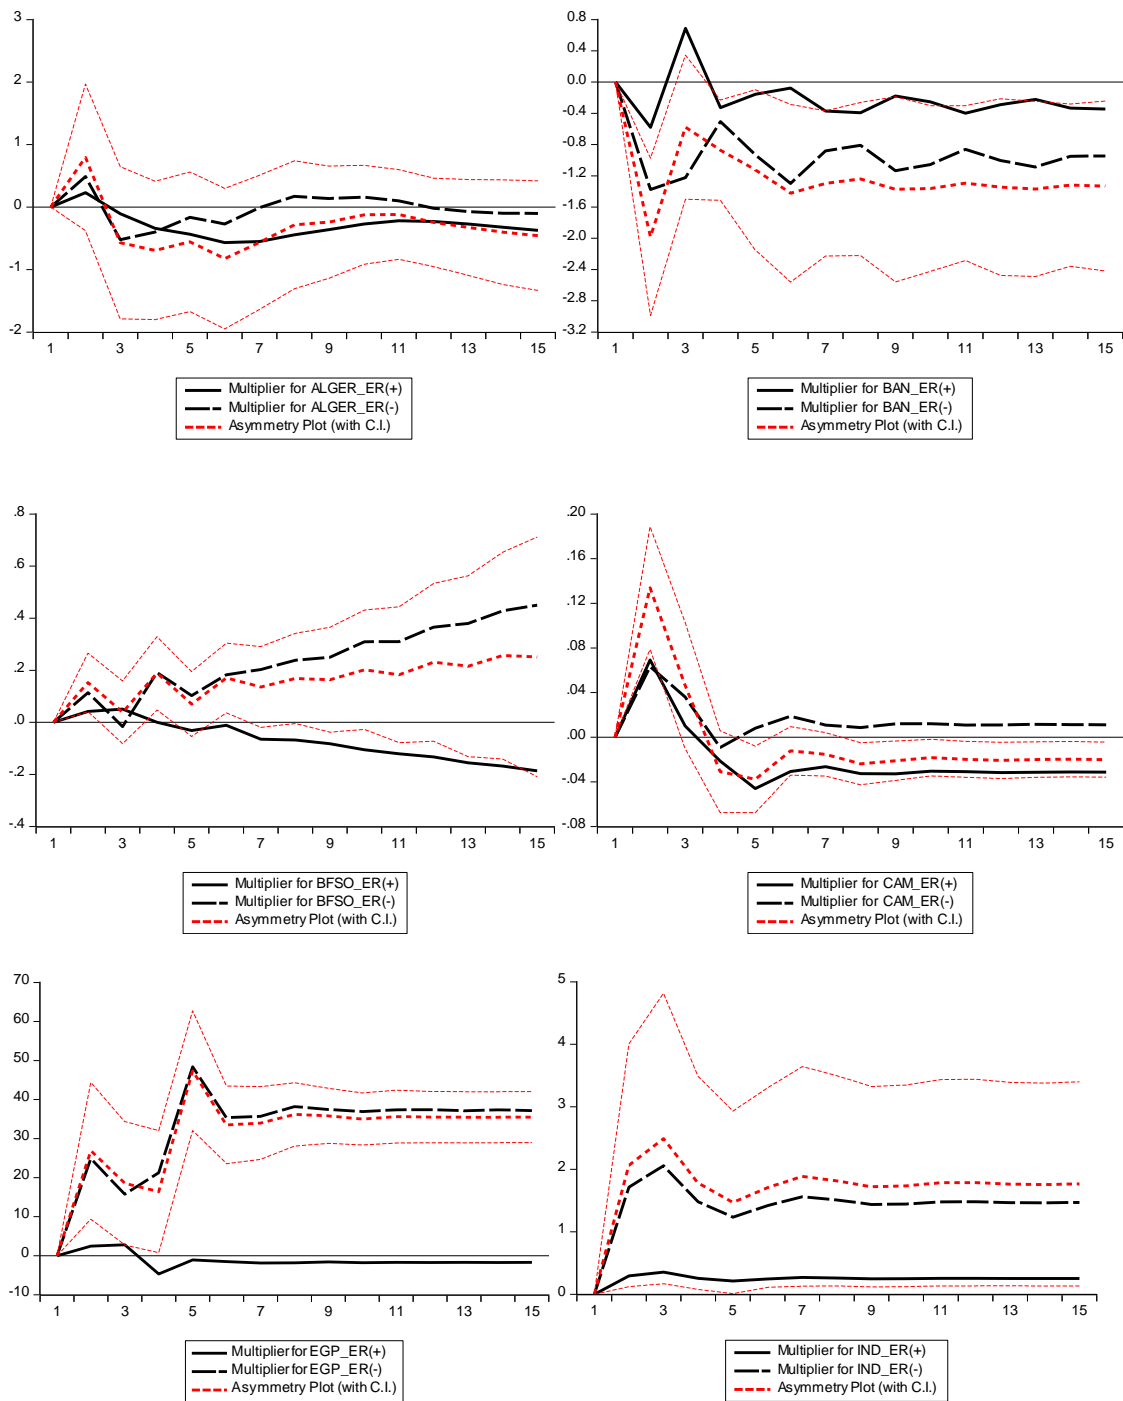 3
2
1
0
-1
-2
1 3 5 7 9 11 13 15
Multiplier for ALGER_ER(+)
Multiplier for ALGER_ER(-)
Asymmetry Plot (with C.I.)
0.8
0.4
0.0
-0.4
-0.8
-1.2
-1.6
-2.0
-2.4
-2.8
-3.2
1 3 5 7 9 11 13 15
Multiplier for BAN_ER(+)
Multiplier for BAN_ER(-)
Asymmetry Plot (with C.I.)
.8
.6
.4
.2
.0
-.2
-.4
1 3 5 7 9 11 13 15
Multiplier for BFSO_ER(+)
Multiplier for BFSO_ER(-)
Asymmetry Plot (with C.I.)
.20
.16
.12
.08
.04
.00
-.04
-.08
1 3 5 7 9 11 13 15
Multiplier for CAM_ER(+)
Multiplier for CAM_ER(-)
Asymmetry Plot (with C.I.)
70
60
50
40
30
20
10
0
-10
1 3 5 7 9 11 13 15
Multiplier for EGP_ER(+)
Multiplier for EGP_ER(-)
Asymmetry Plot (with C.I.)
5
4
3
2
1
0
1 3 5 7 9 11 13 15
Multiplier for IND_ER(+)
Multiplier for IND_ER(-)
Asymmetry Plot (with C.I.)